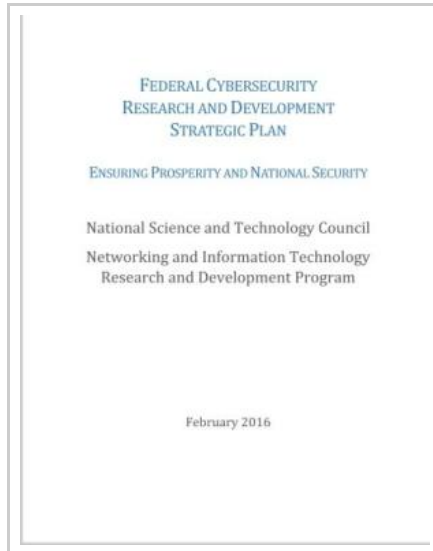 FEDERAL CYBERSECURITY
RESEARCH AND DEVELOPMENT
STRATEGIC PLAN
ENSURING PROSPERITY AND NATIONAL SECURITY
National Science and Technology Council
Networking and Information Technology
Research and Development Program
February 2016